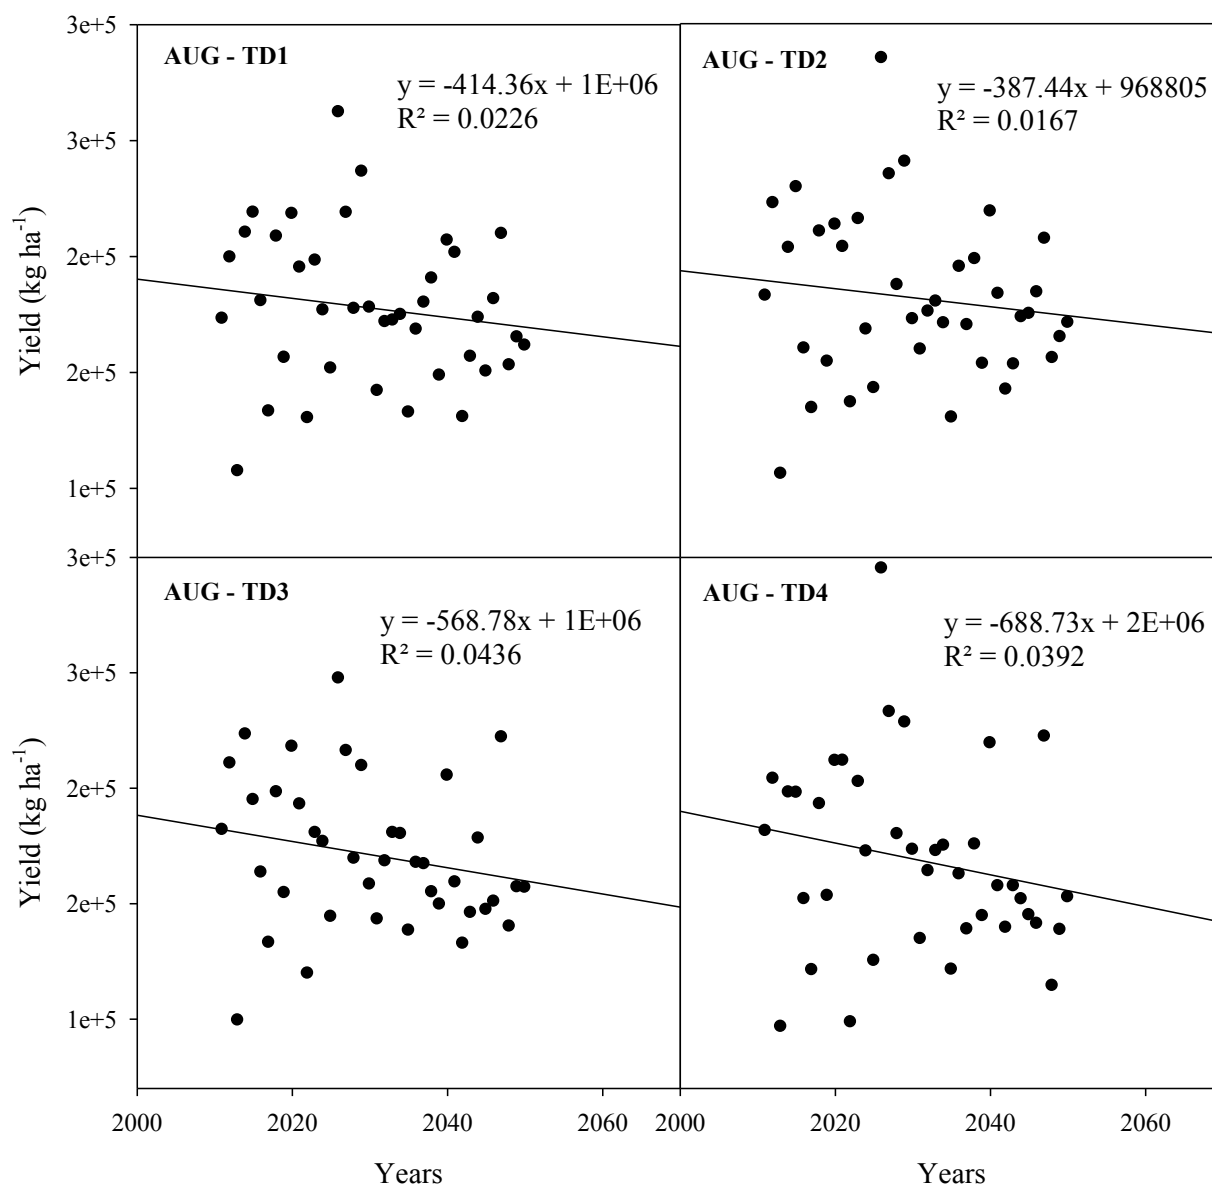 3e+5
3e+5
2e+5
2e+5
1e+5
Yield (kg ha⁻¹)
AUG - TD1
y = -414.36x + 1E+06
R² = 0.0226
AUG - TD2
y = -387.44x + 968805
R² = 0.0167
3e+5
3e+5
2e+5
2e+5
1e+5
Yield (kg ha⁻¹)
AUG - TD3
y = -568.78x + 1E+06
R² = 0.0436
AUG - TD4
y = -688.73x + 2E+06
R² = 0.0392
2000 2020 2040 2060 2000 2020 2040 2060
Years Years